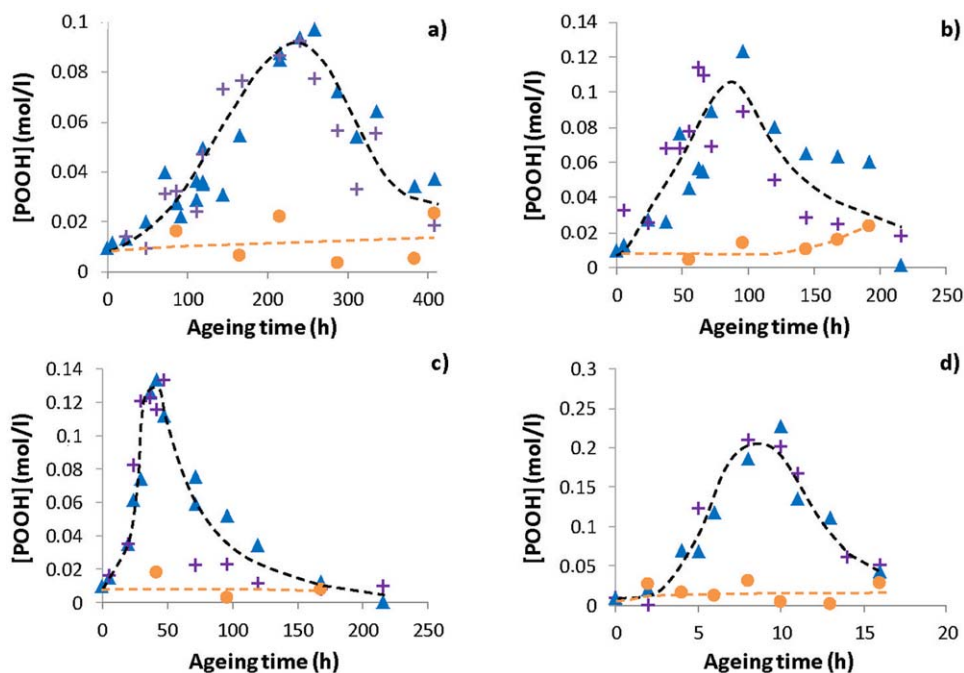 a)
[POOH] (mol/l)
0.1
0.08
0.06
0.04
0.02
0
0 100 200 300 400
Ageing time (h)
b)
[POOH] (mol/l)
0.14
0.12
0.1
0.08
0.06
0.04
0.02
0
0 50 100 150 200 250
Ageing time (h)
c)
[POOH] (mol/l)
0.14
0.12
0.1
0.08
0.06
0.04
0.02
0
0 50 100 150 200 250
Ageing time (h)
d)
[POOH] (mol/l)
0.3
0.25
0.2
0.15
0.1
0.05
0
0 5 10 15 20
Ageing time (h)